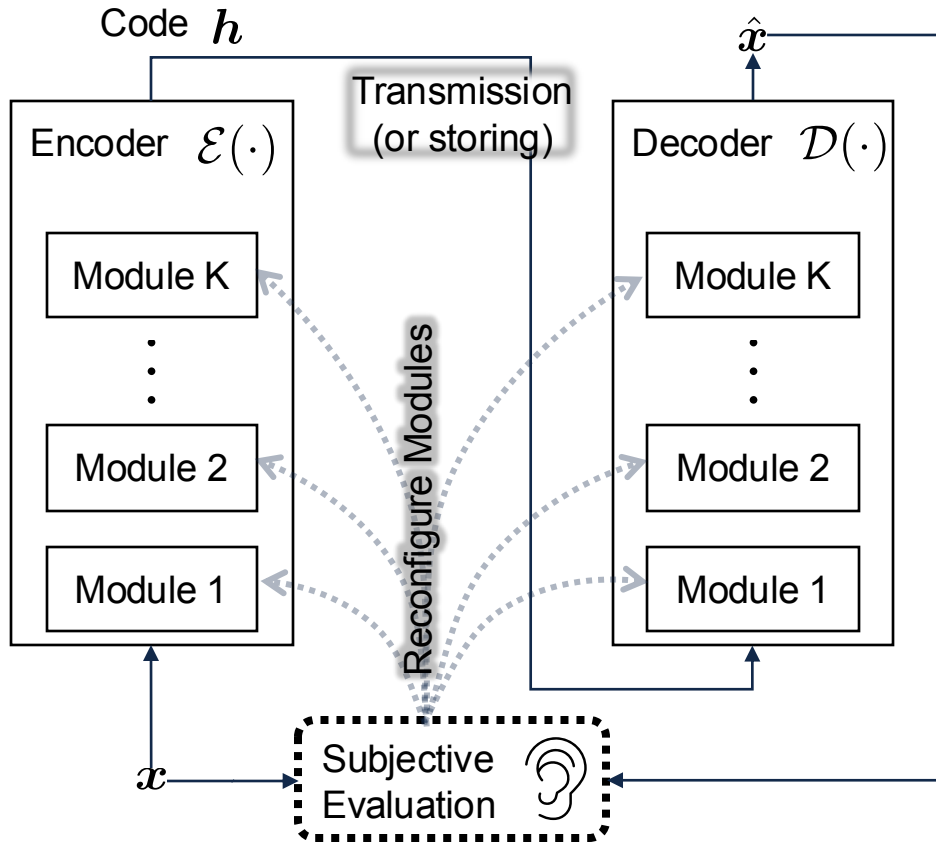 Code h
x̂
Transmission
(or storing)
Encoder ℰ(·)
Decoder 𝒟(·)
Module K
Module K
Module 2
Module 2
Module 1
Module 1
Reconfigure Modules
x
Subjective
Evaluation